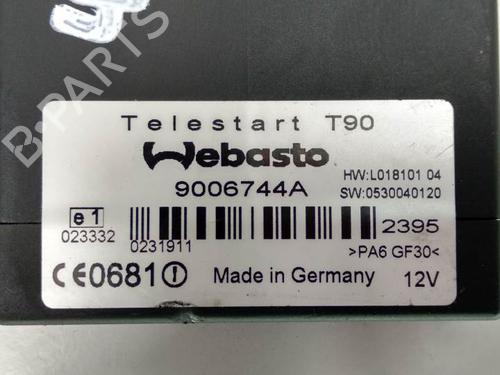 Telestart T90
Webasto
9006744A
HW:L018101 04
SW:0530040120
e1
023332
0231911
2395
>PA6 GF30<
CE0681
Made in Germany
12V
B-PARTS